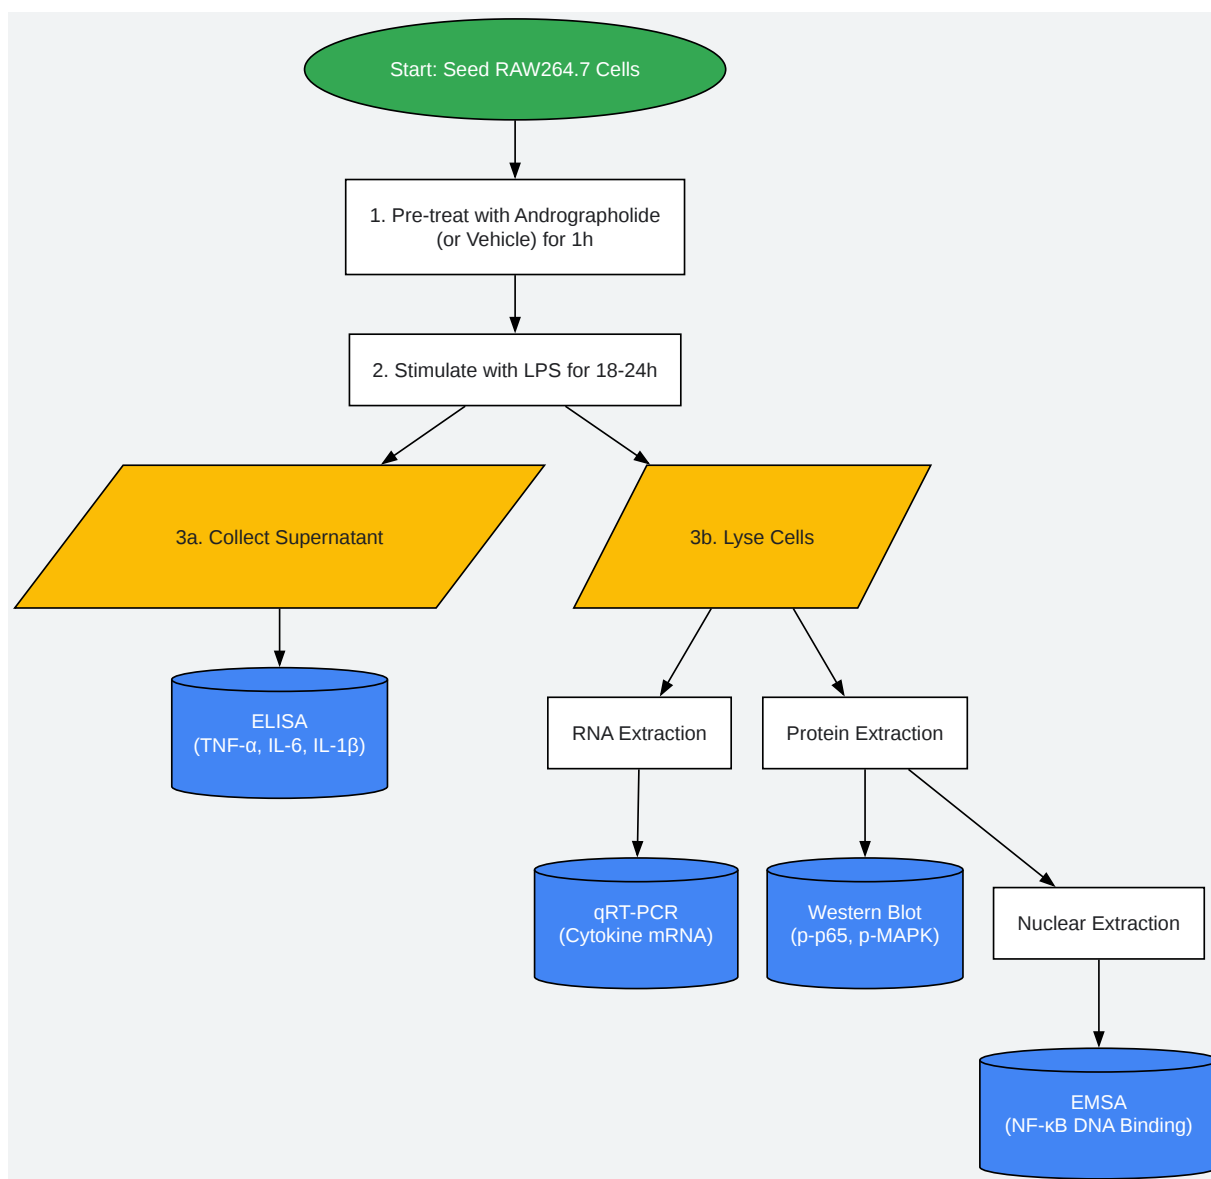 Start: Seed RAW264.7 Cells
1. Pre-treat with Andrographolide
(or Vehicle) for 1h
2. Stimulate with LPS for 18-24h
3a. Collect Supernatant
3b. Lyse Cells
ELISA
(TNF-α, IL-6, IL-1β)
RNA Extraction
Protein Extraction
qRT-PCR
(Cytokine mRNA)
Western Blot
(p-p65, p-MAPK)
Nuclear Extraction
EMSA
(NF-κB DNA Binding)